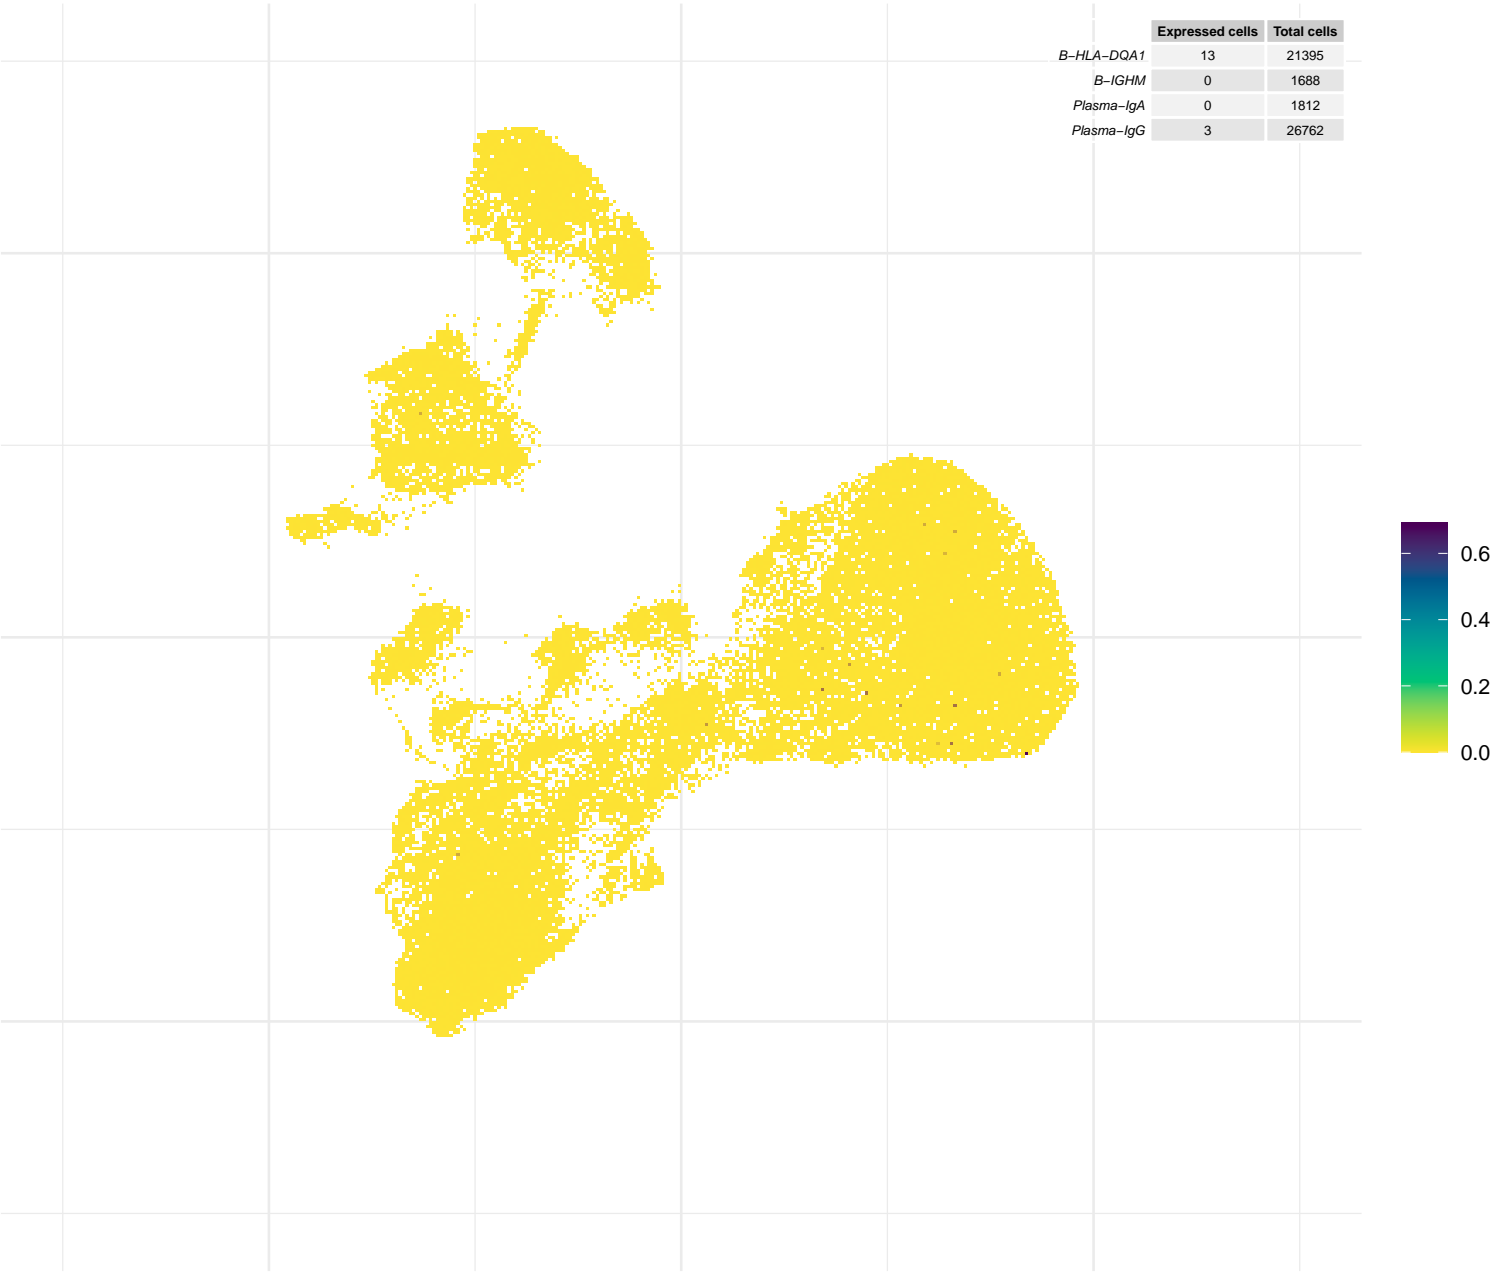 Expressed cells Total cells
B−HLA−DQA1 13 21395
B−IGHM 0 1688
Plasma−IgA 0 1812
Plasma−IgG 3 26762
0.6
0.4
0.2
0.0